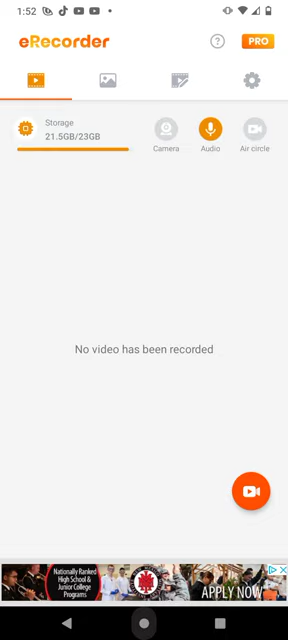 1:52
eRecorder
PRO
Storage
21.5GB/23GB
Camera
Audio
Air circle
No video has been recorded
Nationally Ranked
High School &
Junior College
Programs
APPLY NOW